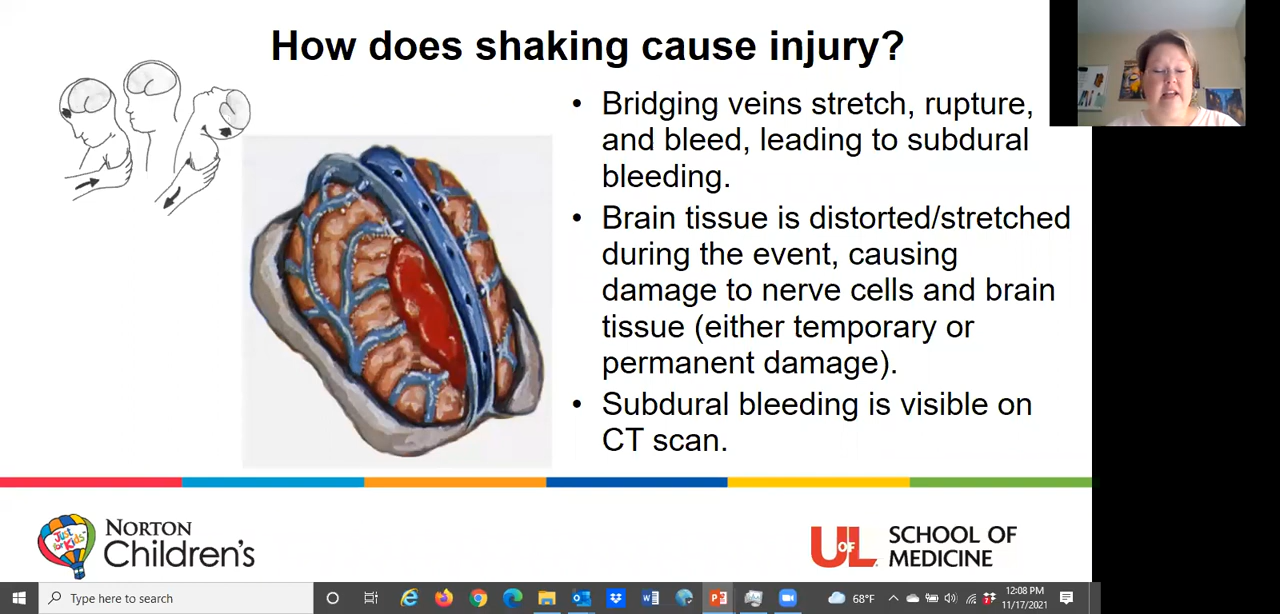 How does shaking cause injury?
• Bridging veins stretch, rupture,
and bleed, leading to subdural
bleeding.
• Brain tissue is distorted/stretched
during the event, causing
damage to nerve cells and brain
tissue (either temporary or
permanent damage).
• Subdural bleeding is visible on
CT scan.
Just for Kids
NORTON
Children's
UofL
SCHOOL OF
MEDICINE
Type here to search
68°F
12:08 PM
11/17/2021